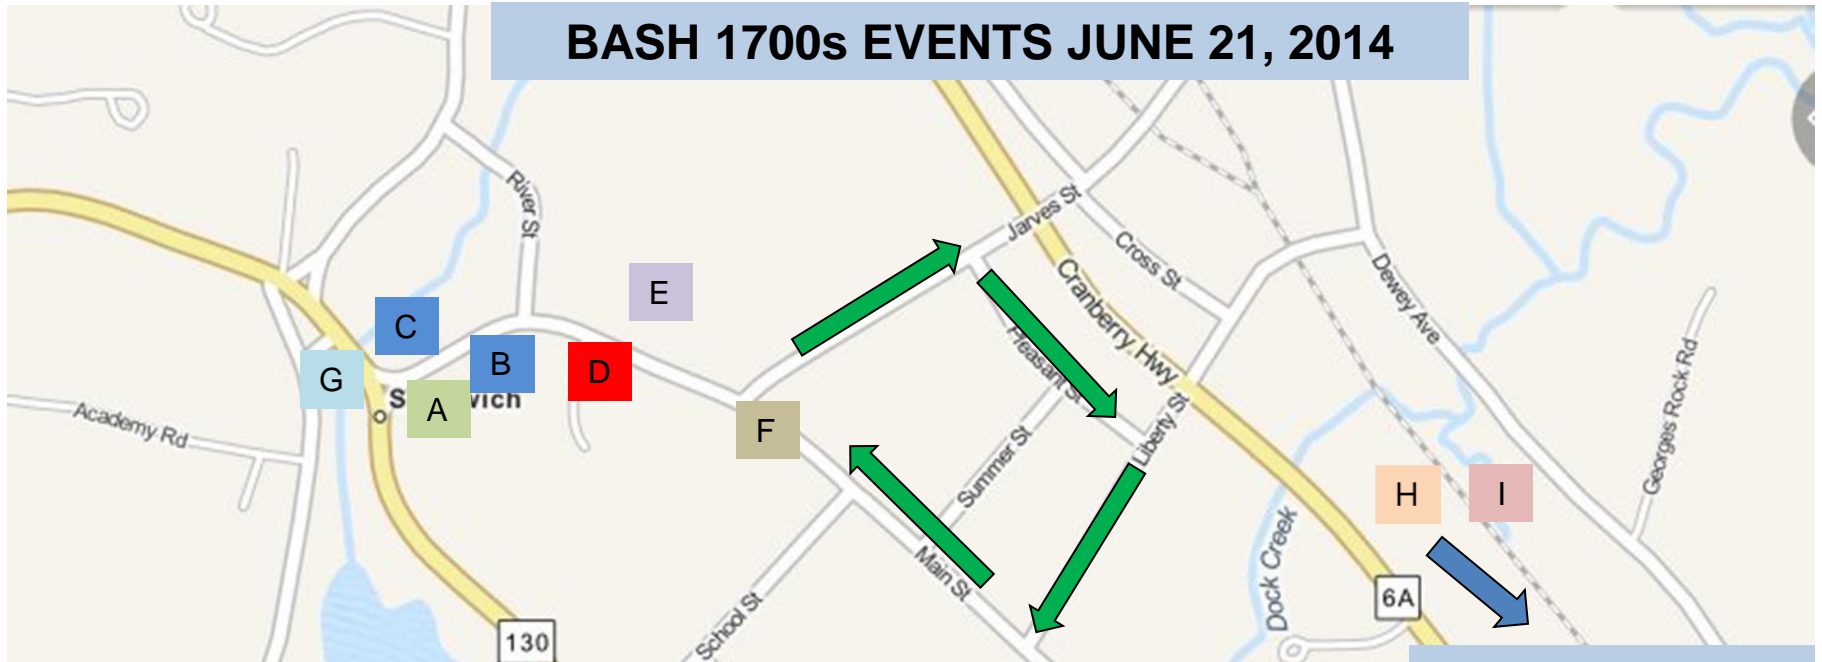 BASH 1700s EVENTS JUNE 21, 2014
River St
Jarves St
Cross St
Cranberry Hwy
Dewey Ave
Georges Rock Rd
E
C
B
D
G
A
F
Pleasant St
Liberty St
Summer St
Academy Rd
H
I
Dock Creek
Main St
School St
6A
130